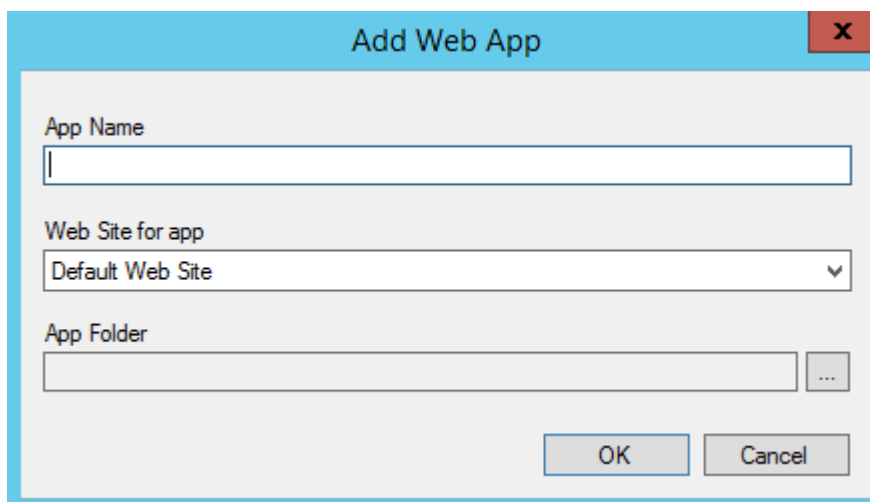 Add Web App
x
App Name
Web Site for app
Default Web Site
App Folder
...
OK
Cancel